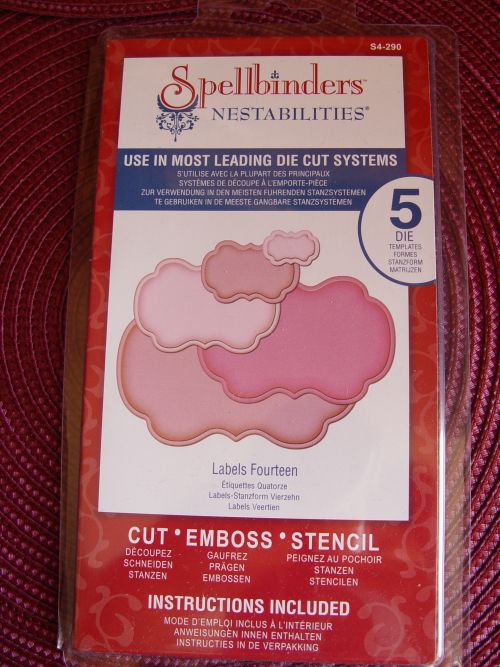 S4-290
Spellbinders™
NESTABILITIES®
USE IN MOST LEADING DIE CUT SYSTEMS
S'UTILISE AVEC LA PLUPART DES PRINCIPAUX
SYSTÈMES DE DÉCOUPE À L'EMPORTE-PIÈCE
ZUR VERWENDUNG IN DEN MEISTEN FUHRENDEN STANZSYSTEMEN
TE GEBRUIKEN IN DE MEESTE GANGBARE STANZSYSTEMEN
5
DIE
TEMPLATES
FORMES
STANZFORM
MATRIJZEN
Labels Fourteen
Étiquettes Quatorze
Labels-Stanzform Vierzehn
Labels Veertien
CUT • EMBOSS • STENCIL
DÉCOUPEZ GAUFREZ PEIGNEZ AU POCHOIR
SCHNEIDEN PRÄGEN STANZEN
STANZEN EMBOSSEN STENCILEN
INSTRUCTIONS INCLUDED
MODE D'EMPLOI INCLUS À L'INTÉRIEUR
ANWEISUNGEN INNEN ENTHALTEN
INSTRUCTIES IN DE VERPAKKING